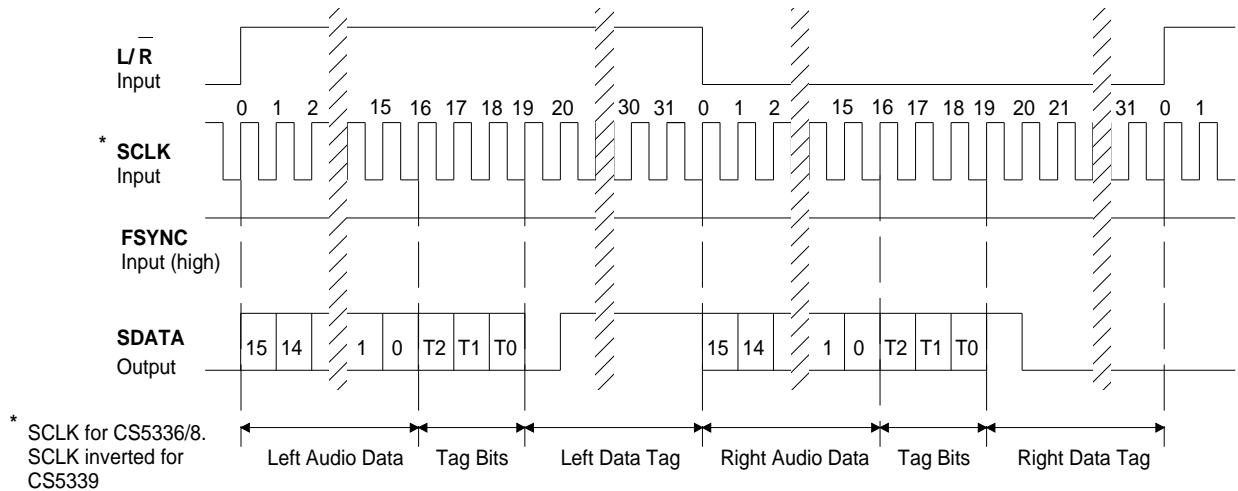 L/R̅
Input
0 1 2 15 16 17 18 19 20 30 31 0 1 2 15 16 17 18 19 20 21 31 0 1
* SCLK
Input
FSYNC
Input (high)
SDATA
Output
15 14 1 0 T2 T1 T0 15 14 1 0 T2 T1 T0
Left Audio Data Tag Bits Left Data Tag Right Audio Data Tag Bits Right Data Tag
* SCLK for CS5336/8.
SCLK inverted for
CS5339